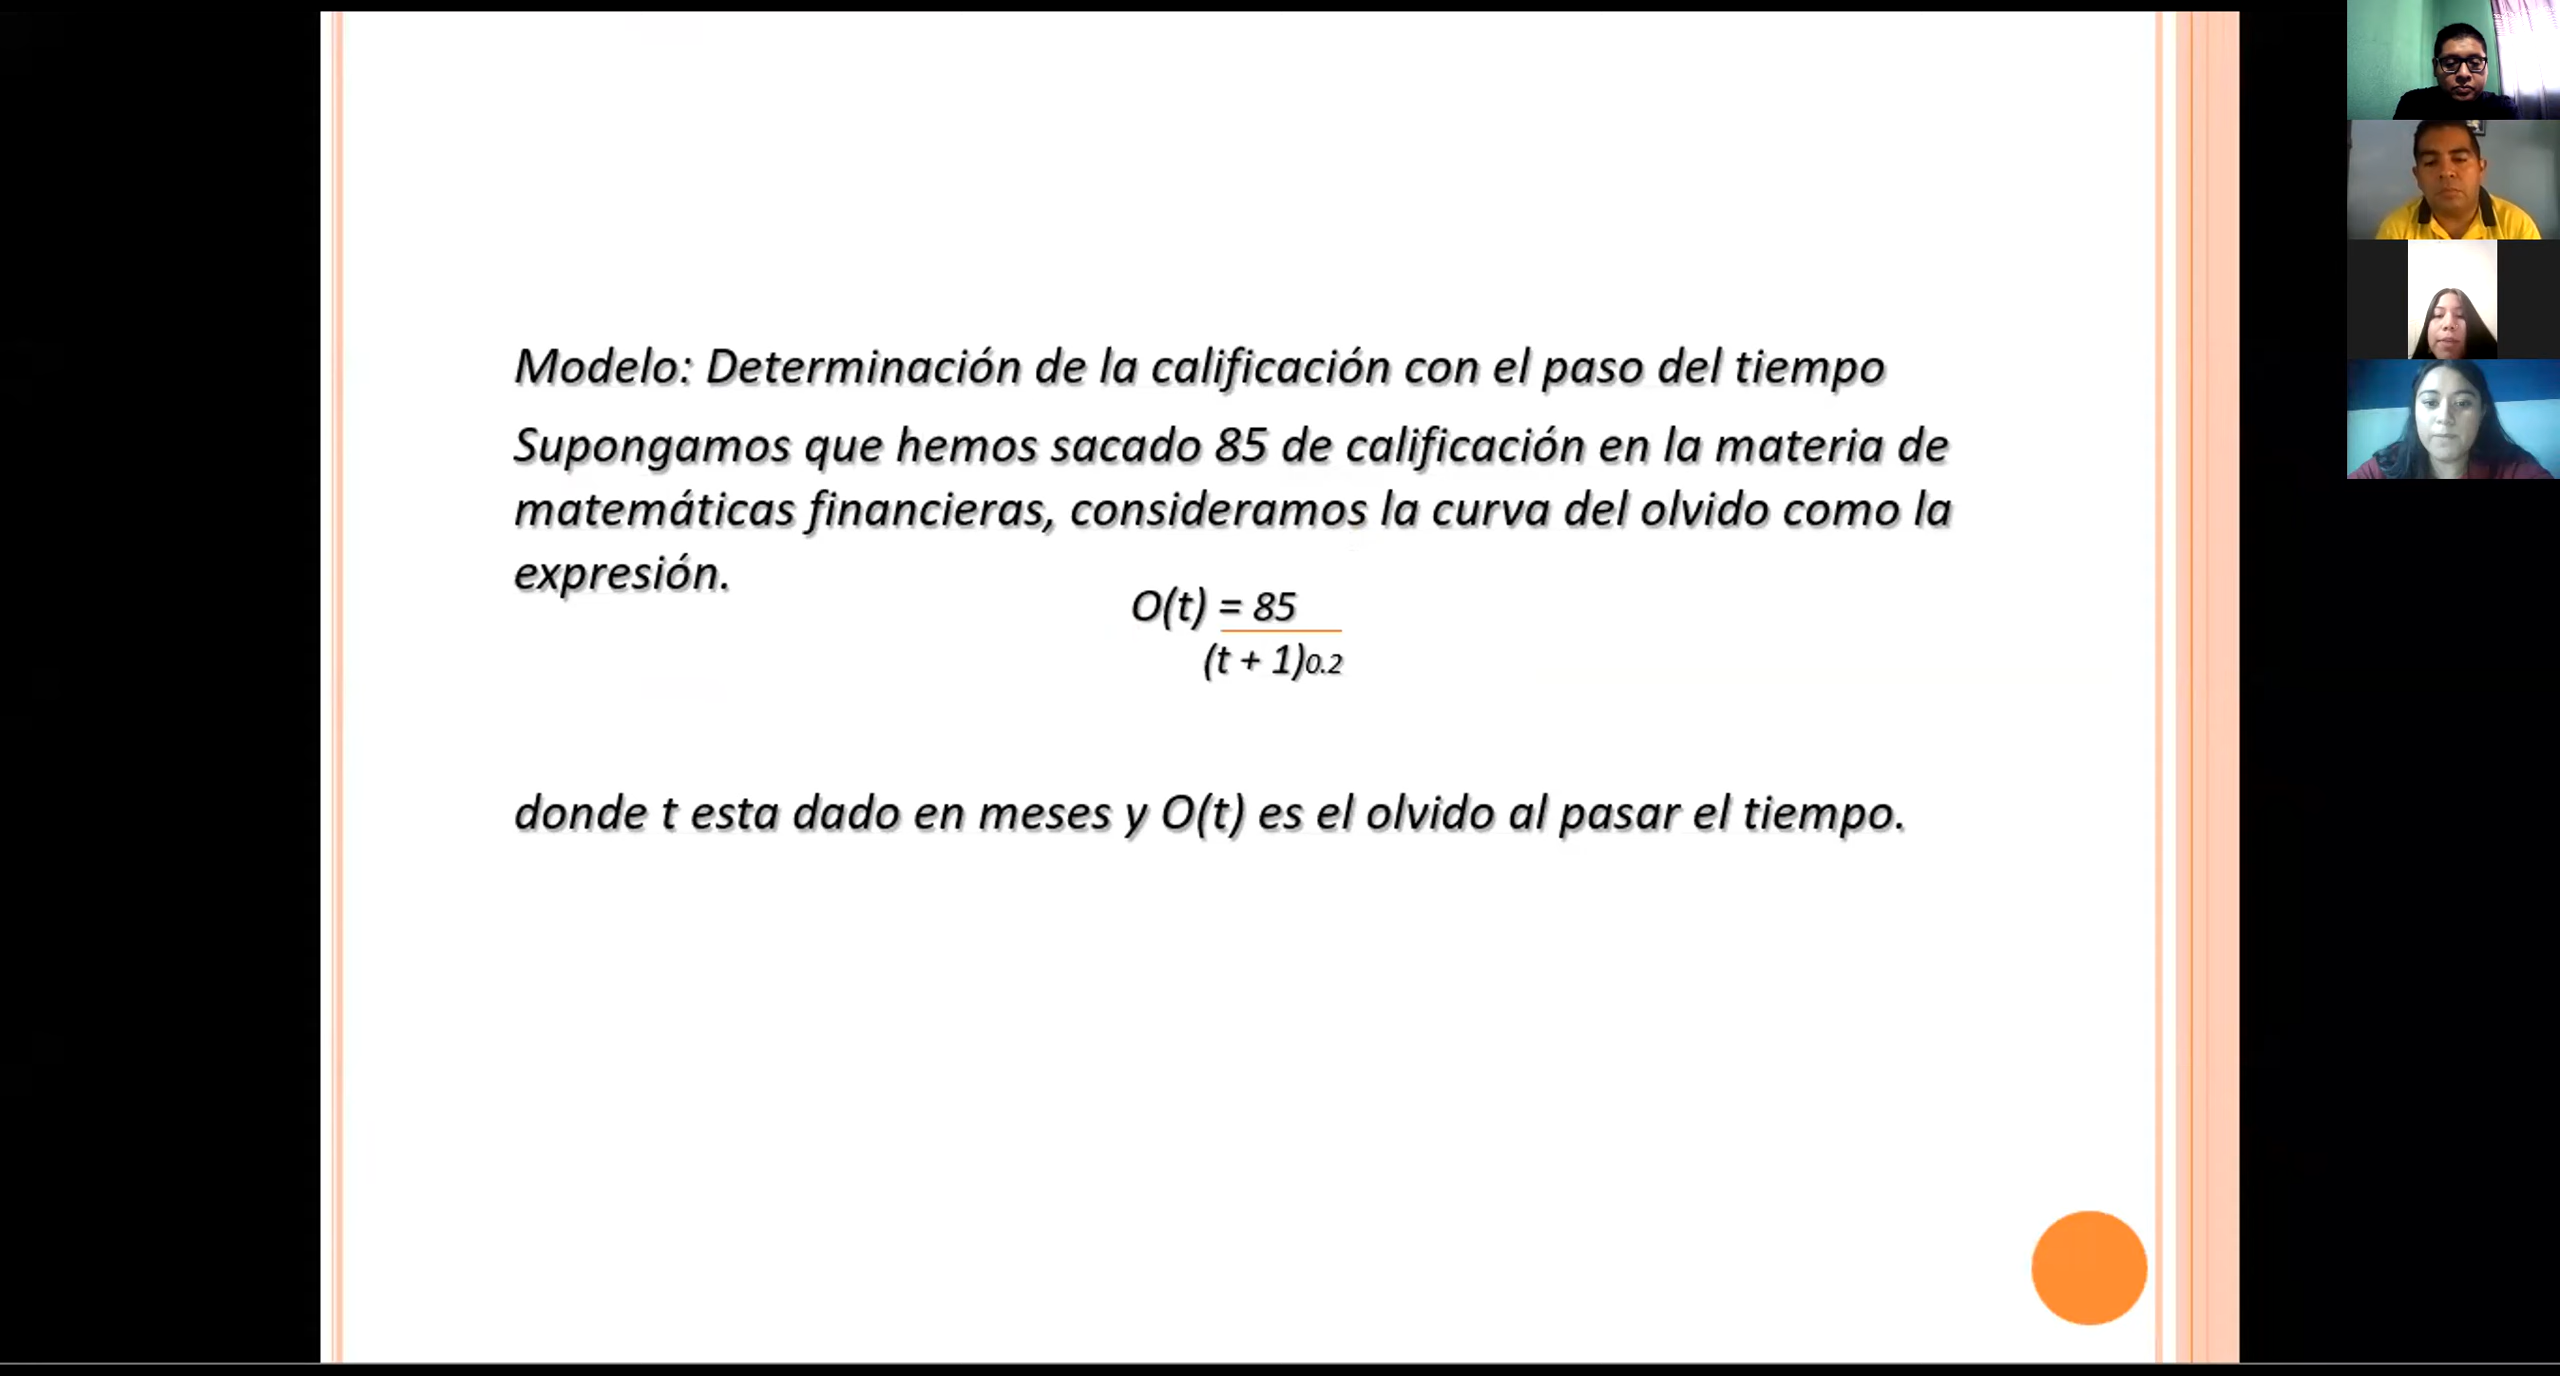 Modelo: Determinación de la calificación con el paso del tiempo
Supongamos que hemos sacado 85 de calificación en la materia de
matemáticas financieras, consideramos la curva del olvido como la
expresión.
O(t) = 85
(t + 1)0.2
donde t esta dado en meses y O(t) es el olvido al pasar el tiempo.